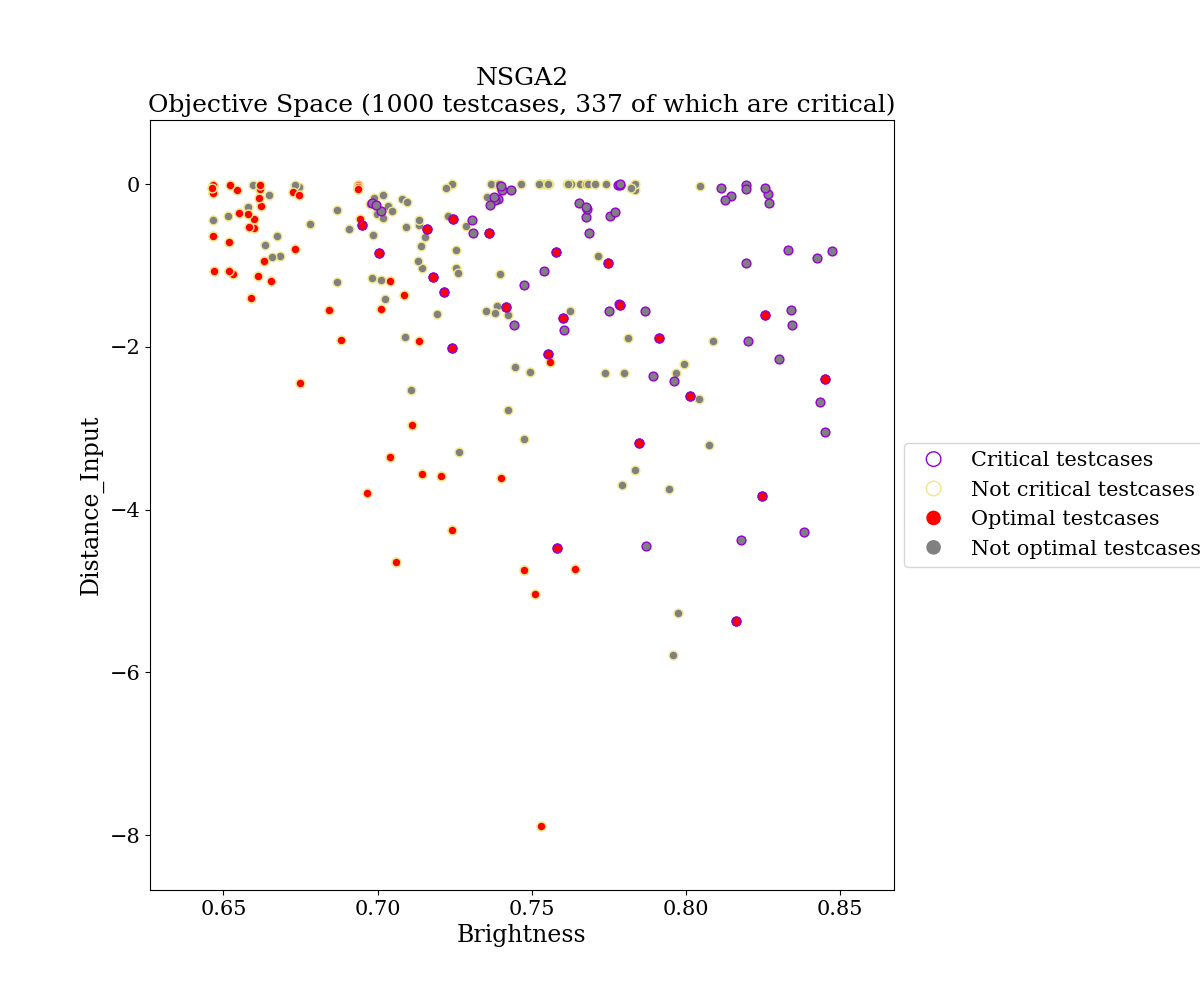 NSGA2
Objective Space (1000 testcases, 337 of which are critical)
0
−2
−4
−6
−8
Distance_Input
0.65
0.70
0.75
0.80
0.85
Brightness
Critical testcases
Not critical testcases
Optimal testcases
Not optimal testcases